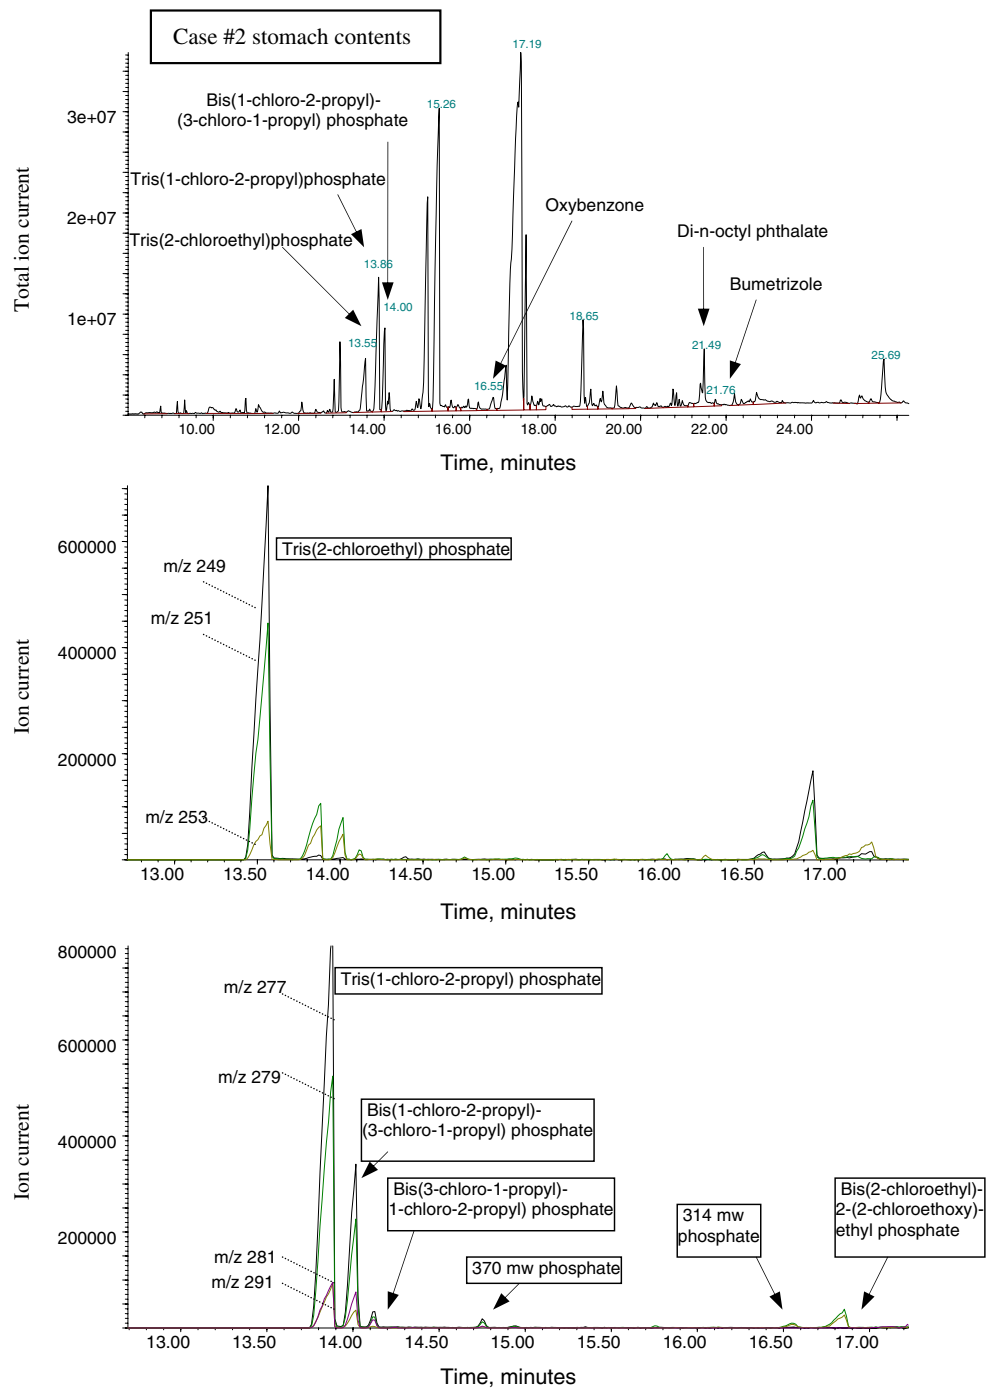 Case #2 stomach contents
17.19
Bis(1-chloro-2-propyl)-
(3-chloro-1-propyl) phosphate
15.26
3e+07
Tris(1-chloro-2-propyl)phosphate
Oxybenzone
2e+07
Tris(2-chloroethyl)phosphate
Di-n-octyl phthalate
13.86
Bumetrizole
14.00
1e+07
18.65
13.55
21.49
25.69
16.55
21.76
Total ion current
10.00 12.00 14.00 16.00 18.00 20.00 22.00 24.00
Time, minutes
600000
Tris(2-chloroethyl) phosphate
m/z 249
m/z 251
400000
200000
m/z 253
Ion current
13.00 13.50 14.00 14.50 15.00 15.50 16.00 16.50 17.00
Time, minutes
800000
Tris(1-chloro-2-propyl) phosphate
m/z 277
600000
m/z 279
Bis(1-chloro-2-propyl)-
(3-chloro-1-propyl) phosphate
400000
Bis(3-chloro-1-propyl)-
1-chloro-2-propyl) phosphate
314 mw
phosphate
Bis(2-chloroethyl)-
2-(2-chloroethoxy)-
ethyl phosphate
200000
m/z 281
370 mw phosphate
m/z 291
Ion current
13.00 13.50 14.00 14.50 15.00 15.50 16.00 16.50 17.00
Time, minutes